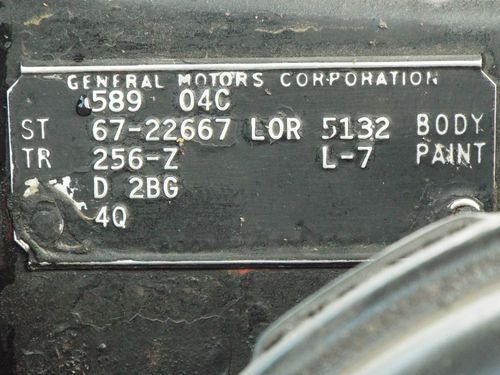 GENERAL MOTORS CORPORATION
589 04C
ST 67-22667 LOR 5132 BODY
TR 256-Z L-7 PAINT
D 2BG
4Q